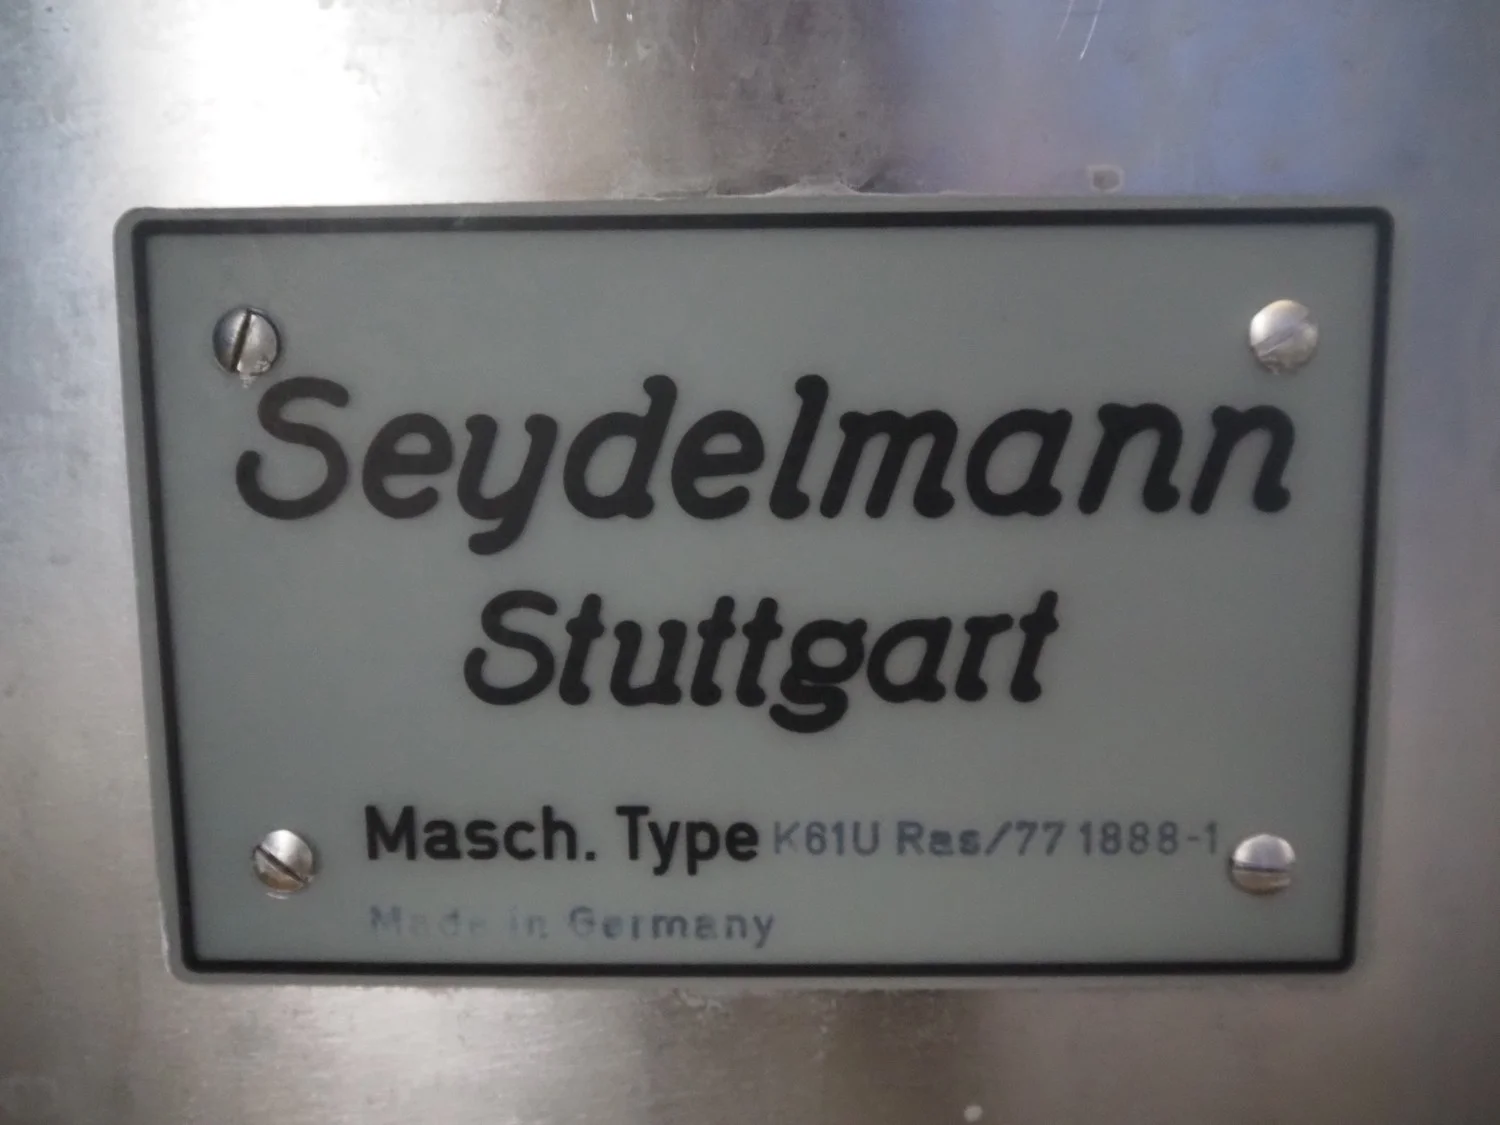 Seydelmann
Stuttgart
Masch. Type K61U Ras/77 1888-1
Made in Germany